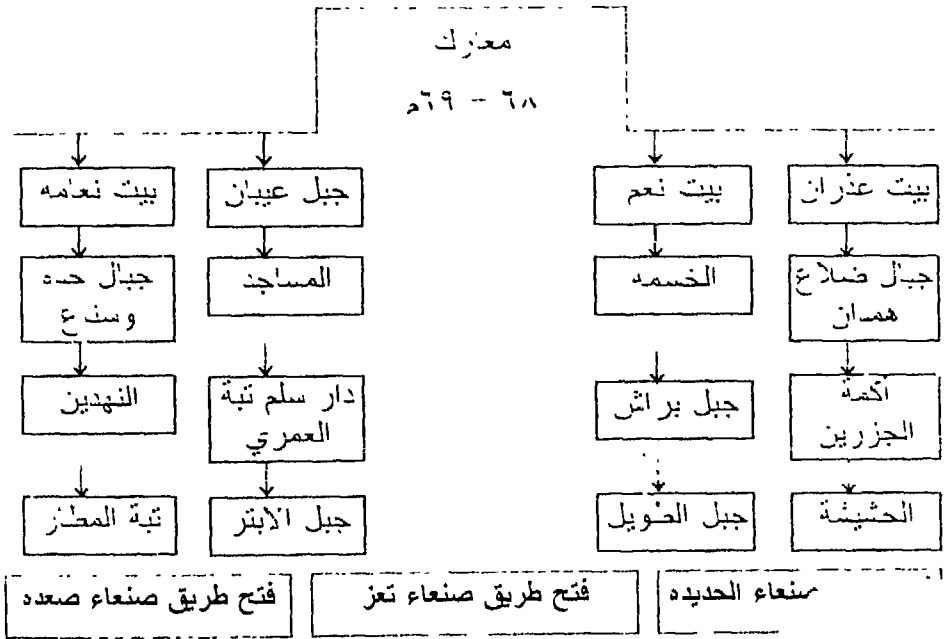 معارك
٦٨ - ٦٩م
بيت عذران
بيت نعم
جبل عيبان
بيت نعامه
جبال ضلاع
همدان
الخسمه
المساجد
جبال حده
وسنع
أكمة
الجزرين
جبل براش
دار سلم تبة
العمري
النهدين
الحشيشة
جبل الطويل
جبل الابتر
تبة المطار
صنعاء الحديده
فتح طريق صنعاء تعز
فتح طريق صنعاء صعده